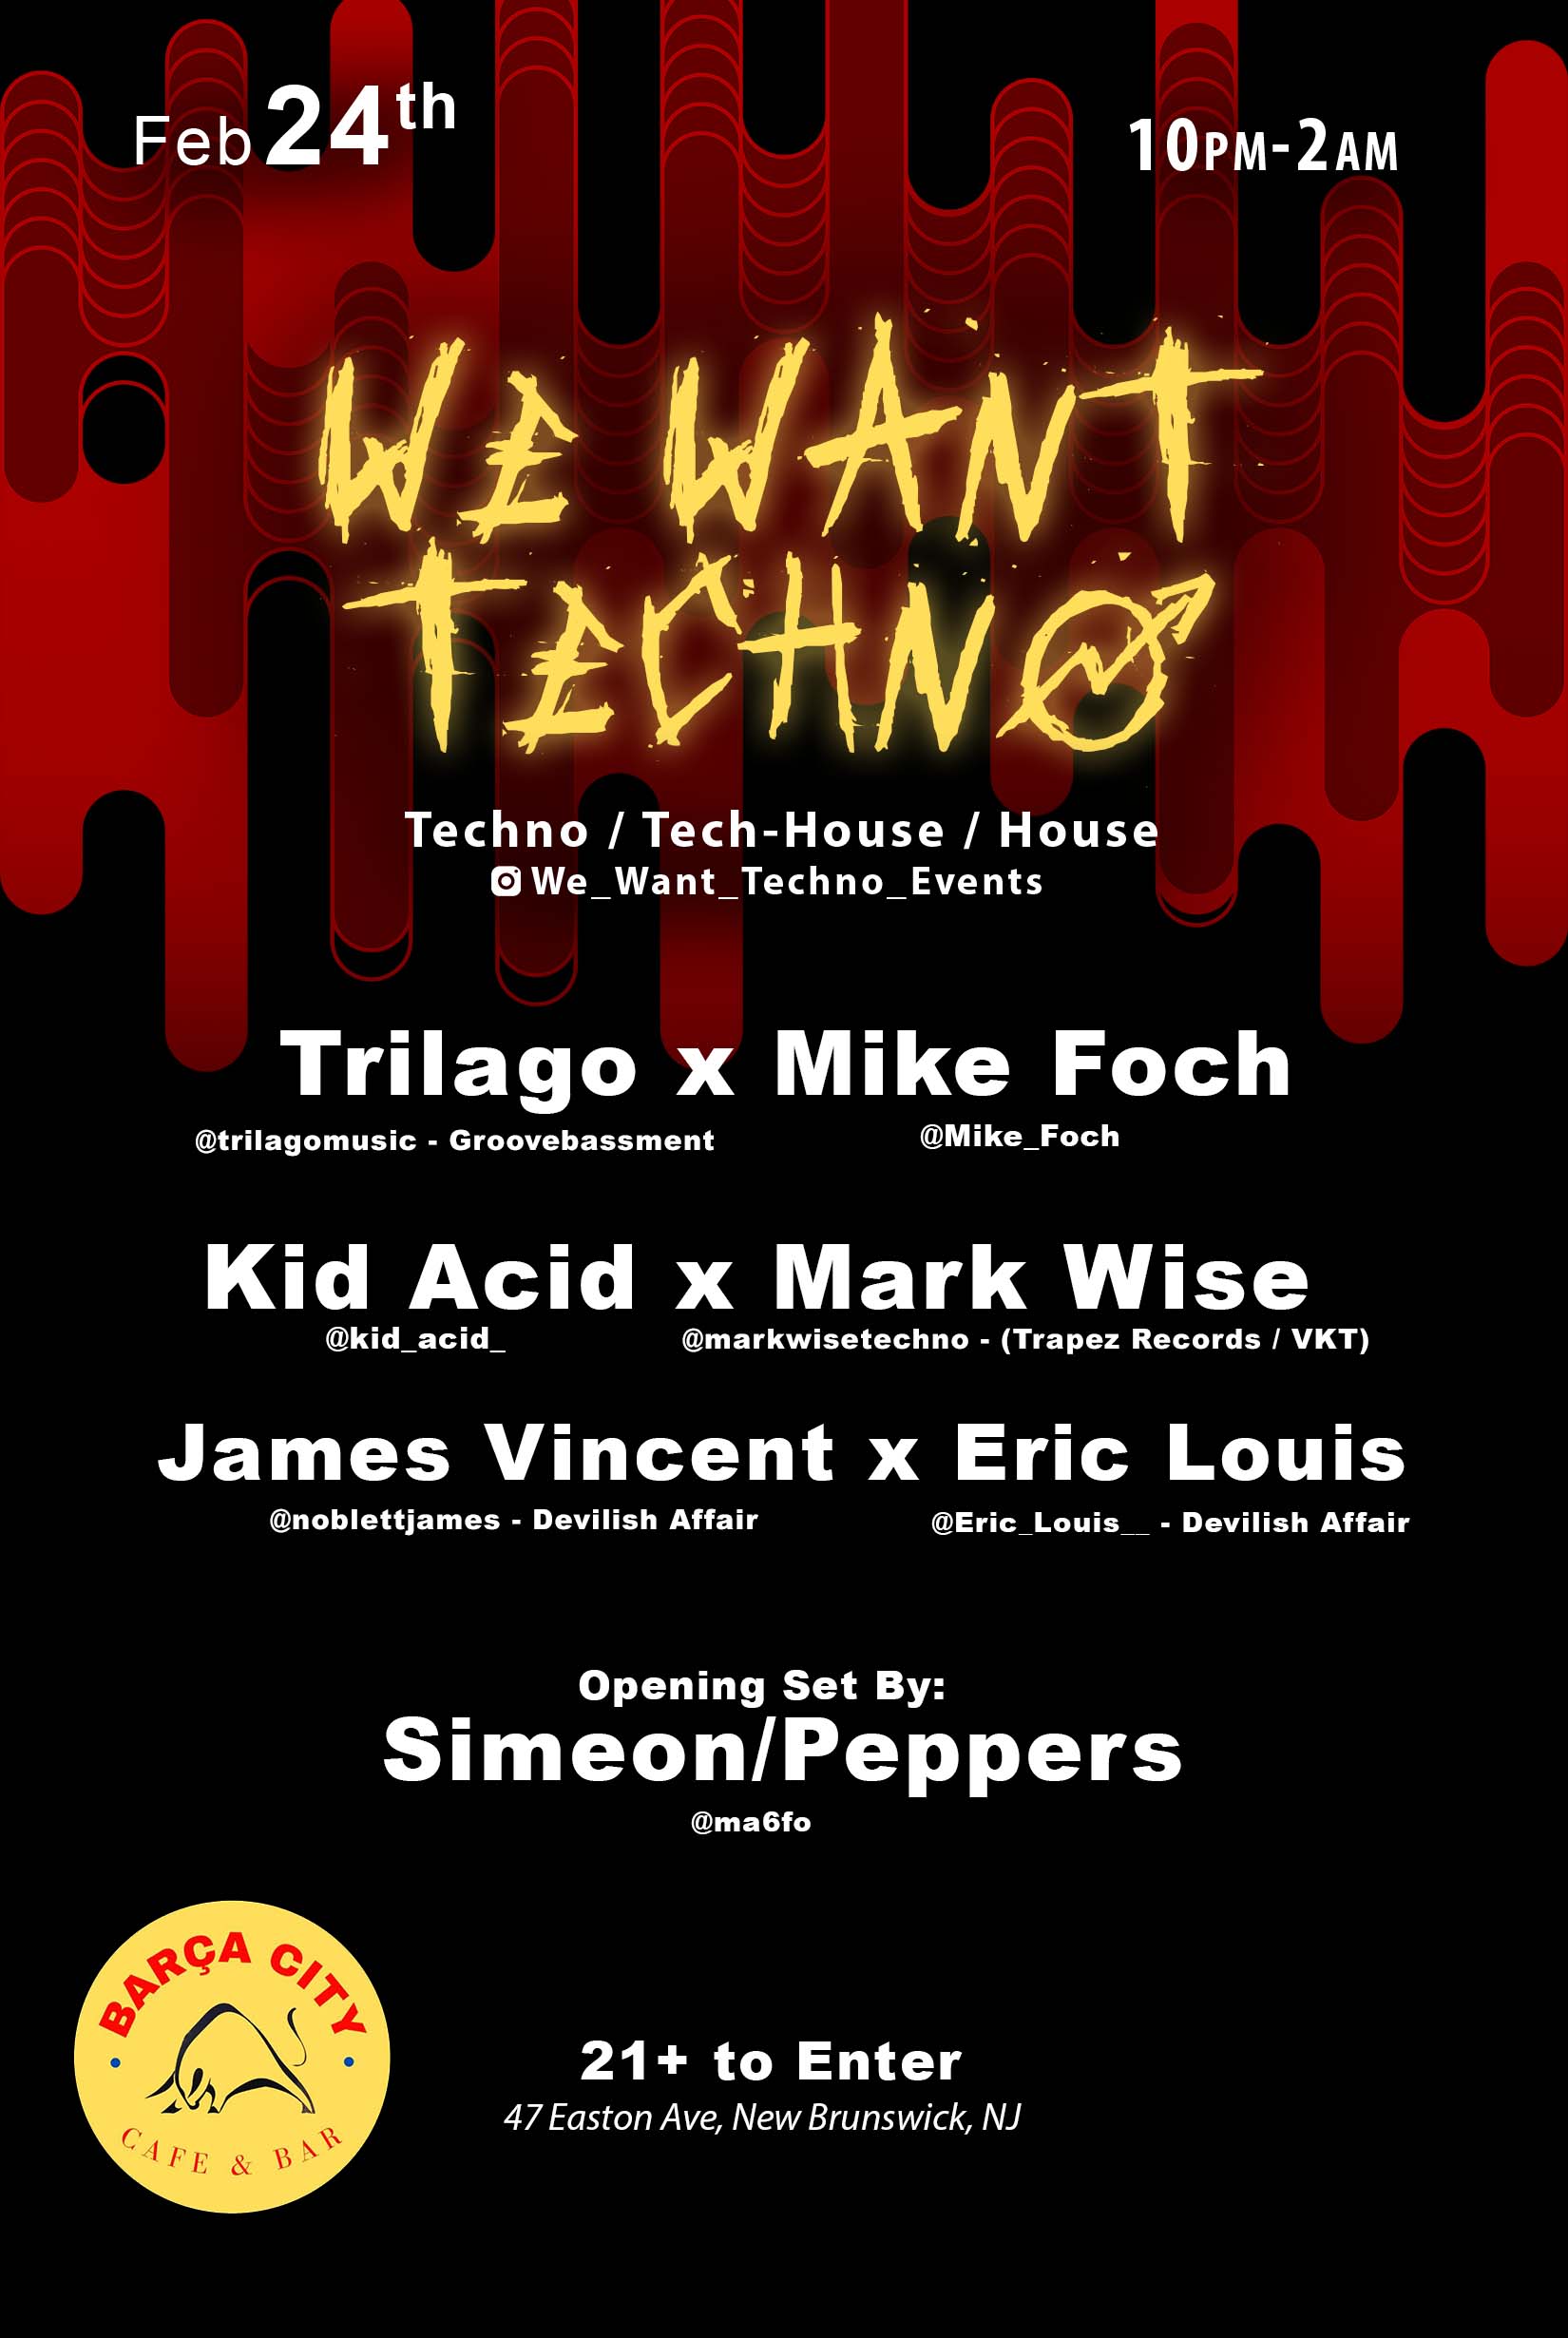 Feb 24th
10PM-2AM
WE WANT
TECHNO
Techno / Tech-House / House
We_Want_Techno_Events
Trilago x Mike Foch
@trilagomusic - Groovebassment @Mike_Foch
Kid Acid x Mark Wise
@kid_acid_ @markwisetechno - (Trapez Records / VKT)
James Vincent x Eric Louis
@noblettjames - Devilish Affair @Eric_Louis__ - Devilish Affair
Opening Set By:
Simeon/Peppers
@ma6fo
BARÇA CITY
CAFE & BAR
21+ to Enter
47 Easton Ave, New Brunswick, NJ